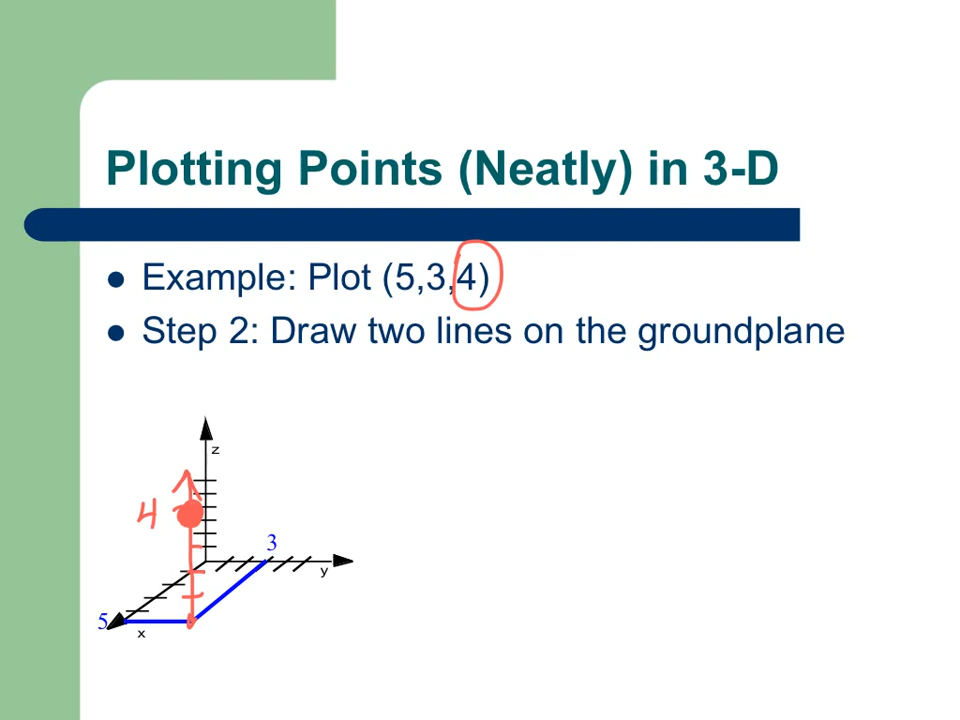 Plotting Points (Neatly) in 3-D
Example: Plot (5,3,4)
Step 2: Draw two lines on the groundplane
z
4
3
y
5
x